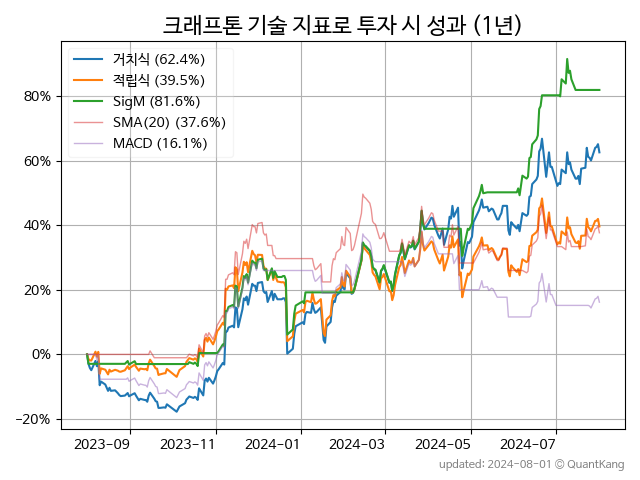 크래프톤 기술 지표로 투자 시 성과 (1년)
거치식 (62.4%)
적립식 (39.5%)
SigM (81.6%)
SMA(20) (37.6%)
MACD (16.1%)
80%
60%
40%
20%
0%
−20%
2023-09
2023-11
2024-01
2024-03
2024-05
2024-07
updated: 2024-08-01 © QuantKang